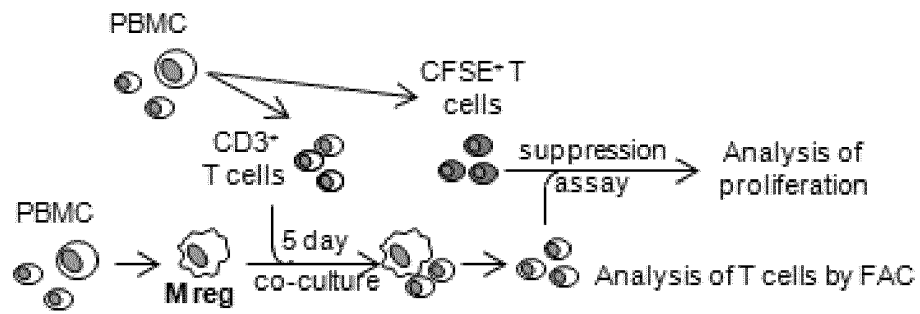 PBMC
CFSE+ T
cells
CD3+
T cells
suppression
assay
Analysis of
proliferation
PBMC
5 day
co-culture
M reg
Analysis of T cells by FAC